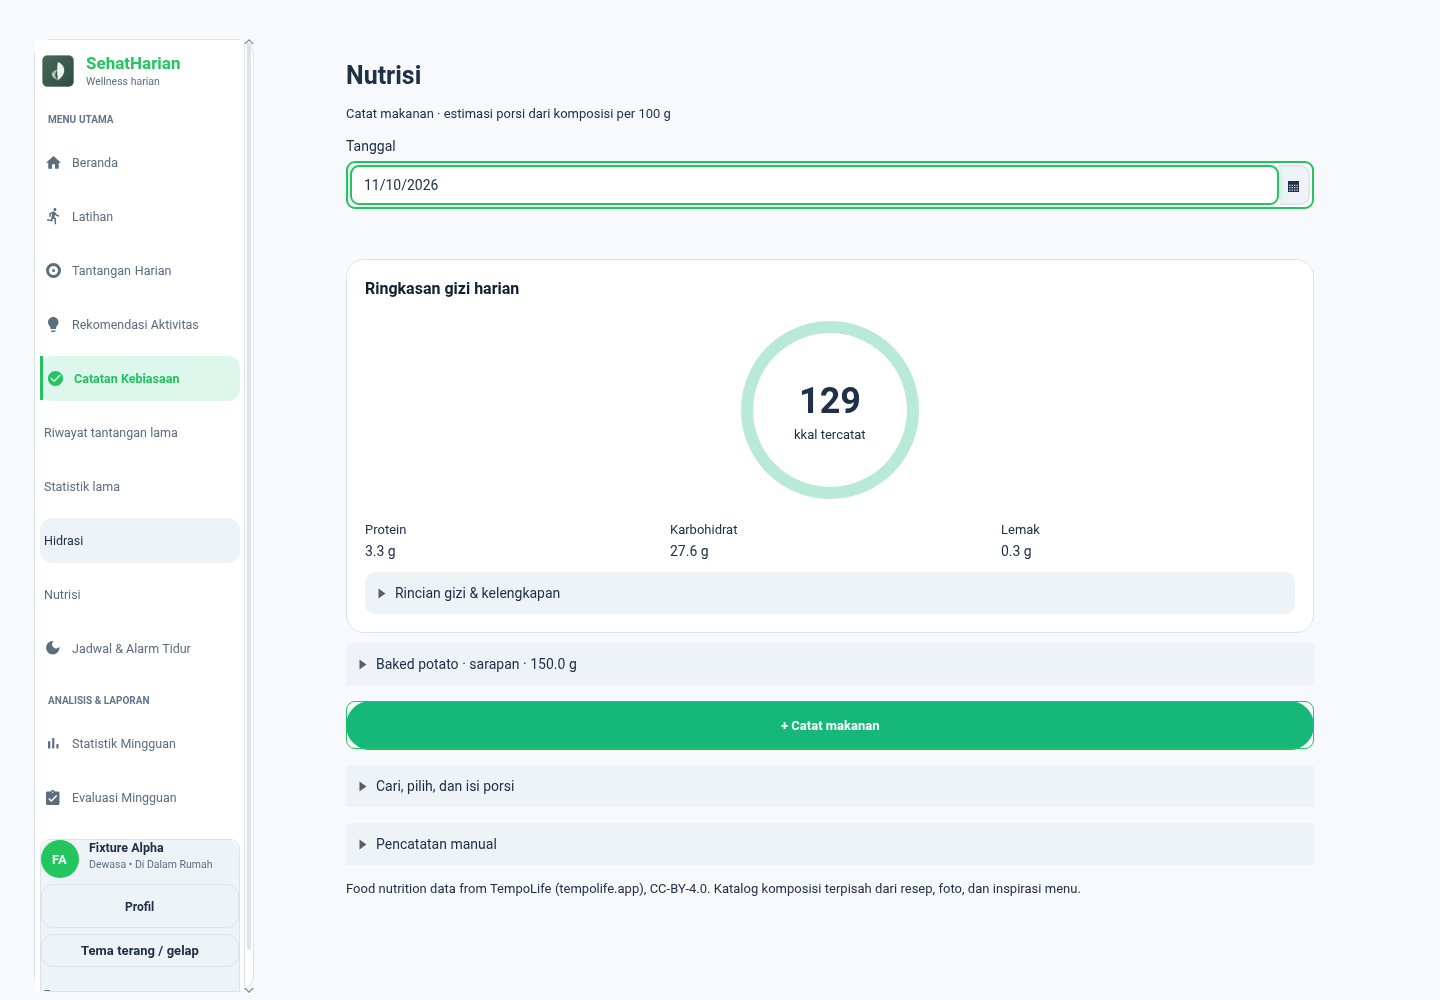 SehatHarian
Wellness harian
MENU UTAMA
Beranda
Latihan
Tantangan Harian
Rekomendasi Aktivitas
Catatan Kebiasaan
Riwayat tantangan lama
Statistik lama
Hidrasi
Nutrisi
Jadwal & Alarm Tidur
ANALISIS & LAPORAN
Statistik Mingguan
Evaluasi Mingguan
FA
Fixture Alpha
Dewasa • Di Dalam Rumah
Profil
Tema terang / gelap
Nutrisi
Catat makanan · estimasi porsi dari komposisi per 100 g
Tanggal
11/10/2026
Ringkasan gizi harian
129
kkal tercatat
Protein
3.3 g
Karbohidrat
27.6 g
Lemak
0.3 g
Rincian gizi & kelengkapan
Baked potato · sarapan · 150.0 g
+ Catat makanan
Cari, pilih, dan isi porsi
Pencatatan manual
Food nutrition data from TempoLife (tempolife.app), CC-BY-4.0. Katalog komposisi terpisah dari resep, foto, dan inspirasi menu.